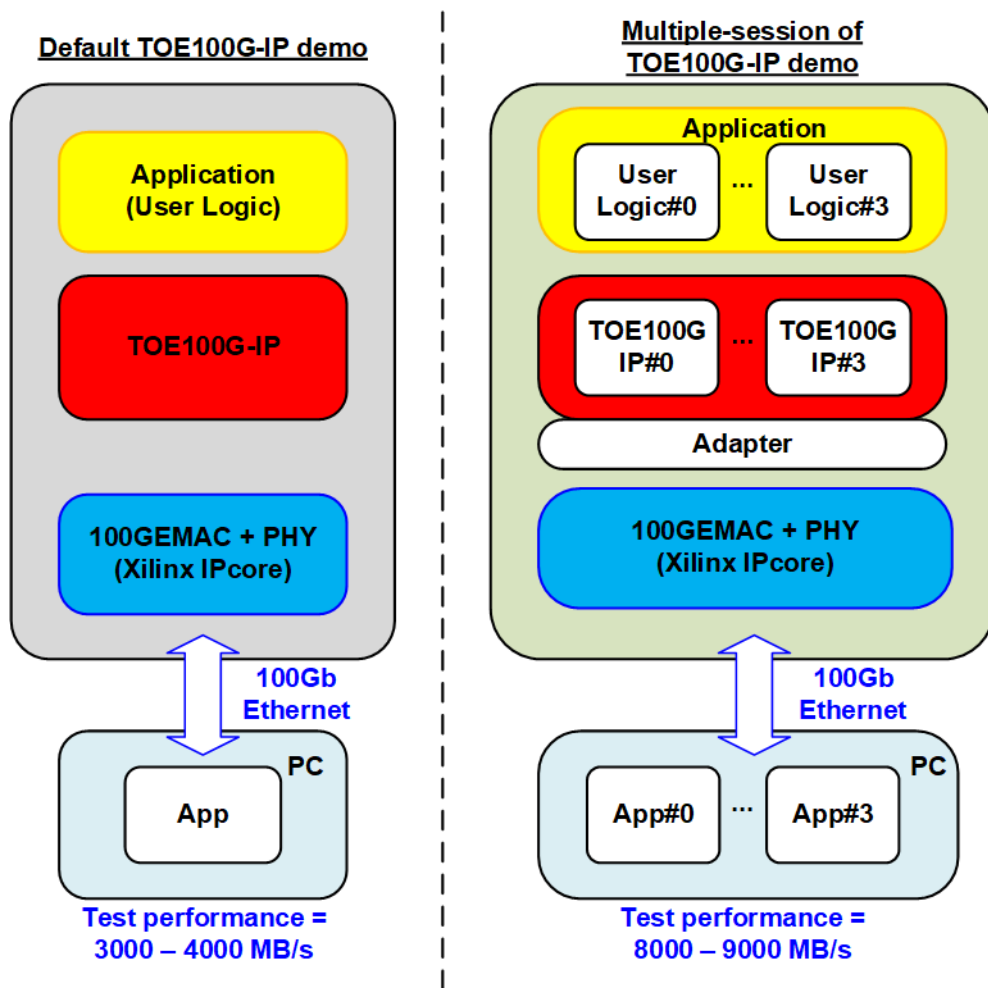 Default TOE100G-IP demo
Application
(User Logic)
TOE100G-IP
100GEMAC + PHY
(Xilinx IPcore)
100Gb
Ethernet
PC
App
Test performance =
3000 – 4000 MB/s
Multiple-session of
TOE100G-IP demo
Application
User
Logic#0
...
User
Logic#3
TOE100G
IP#0
...
TOE100G
IP#3
Adapter
100GEMAC + PHY
(Xilinx IPcore)
100Gb
Ethernet
PC
App#0
...
App#3
Test performance =
8000 – 9000 MB/s